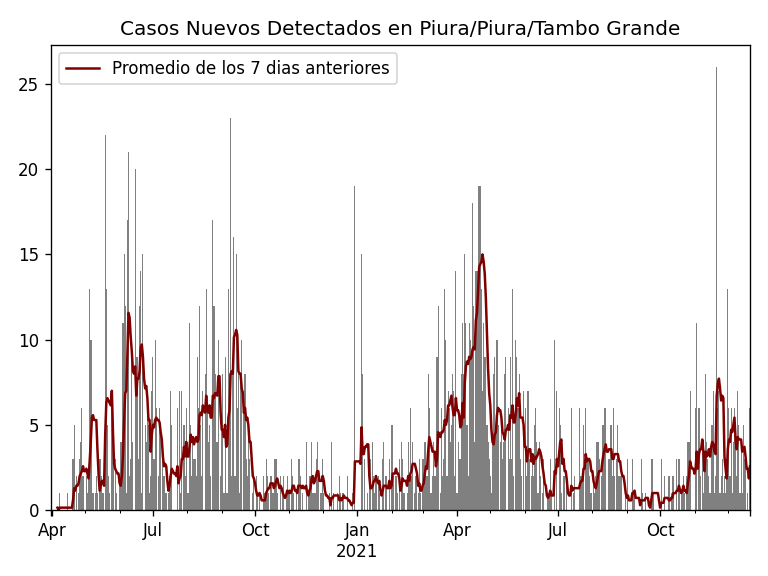 Casos Nuevos Detectados en Piura/Piura/Tambo Grande
Promedio de los 7 dias anteriores
25
20
15
10
5
0
Apr Jul Oct Jan Apr Jul Oct
2021